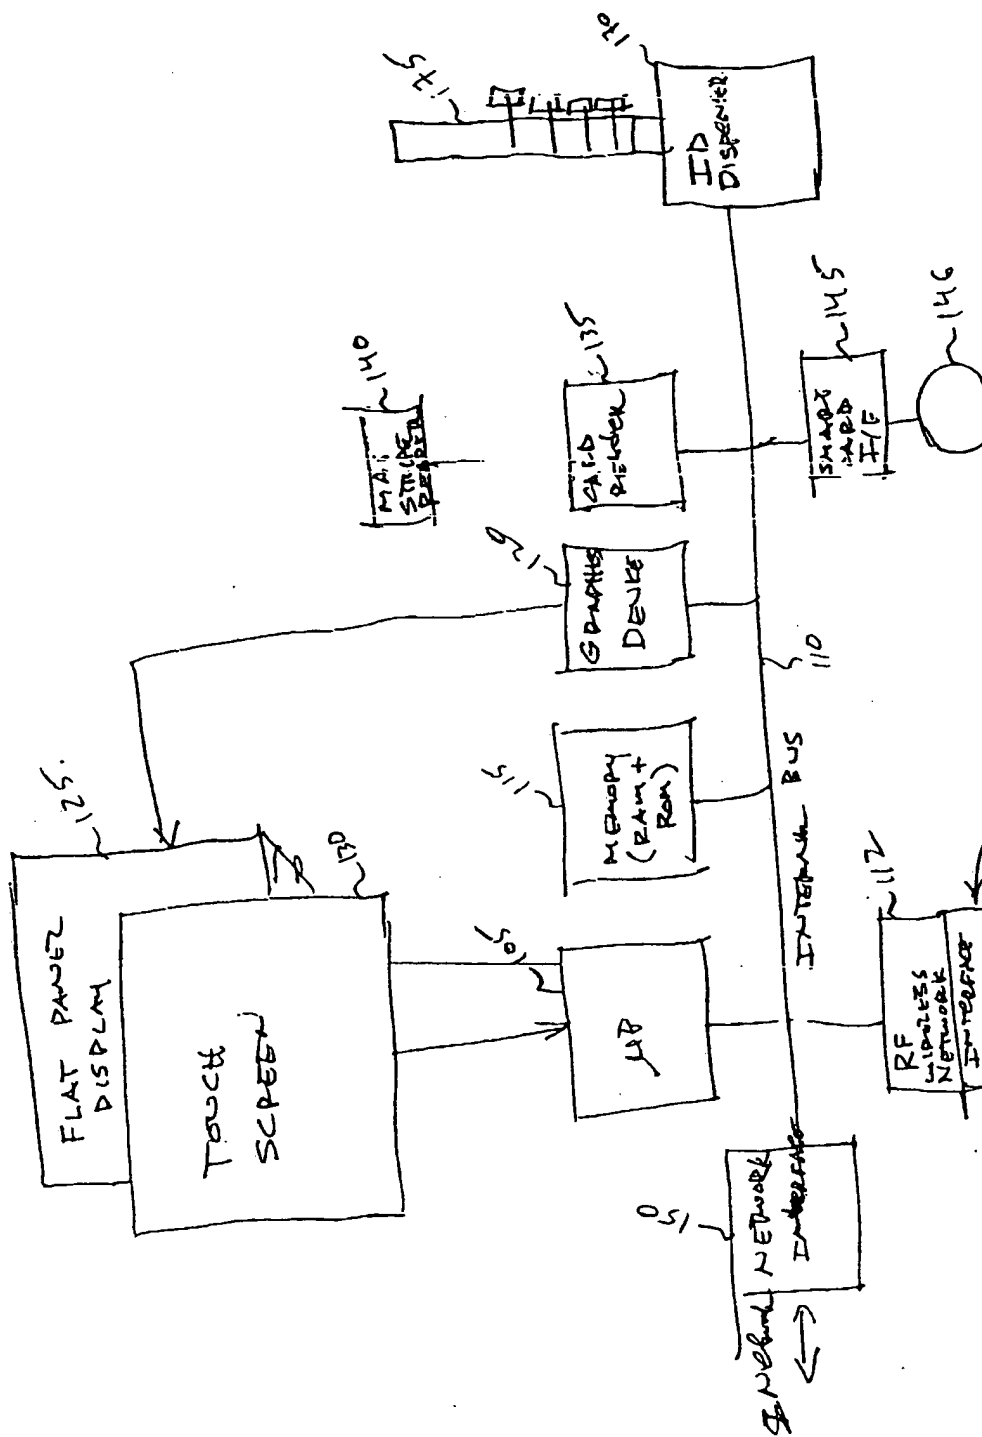 FLAT PANEL
DISPLAY
125.
TOUCH
SCREEN
130
105
μP
MEMORY
(RAM +
ROM)
115
GRAPHICS
DEVICE
120
MAG
STRIPE
READER
140
CARD
READER
135
175
ID
DISPENSER
170
SMART
CARD
I/F
145
146
110
INTERNAL BUS
RF
WIRELESS
NETWORK
INTERFACE
112
150
NETWORK
INTERFACE
Network